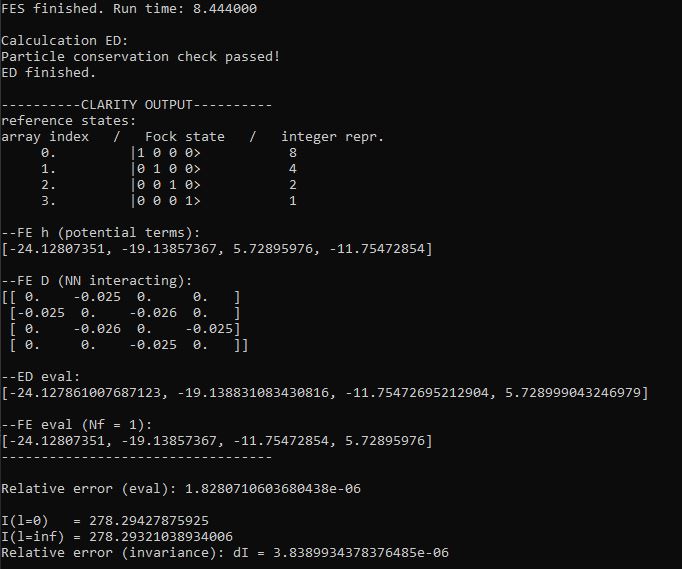 FES finished. Run time: 8.444000
Calculcation ED:
Particle conservation check passed!
ED finished.
----------CLARITY OUTPUT----------
reference states:
array index   /   Fock state   /   integer repr.
     0.         |1 0 0 0>           8
     1.         |0 1 0 0>           4
     2.         |0 0 1 0>           2
     3.         |0 0 0 1>           1
--FE h (potential terms):
[-24.12807351, -19.13857367, 5.72895976, -11.75472854]
--FE D (NN interacting):
[[ 0.    -0.025  0.     0.   ]
 [-0.025  0.    -0.026  0.   ]
 [ 0.    -0.026  0.    -0.025]
 [ 0.     0.    -0.025  0.   ]]
--ED eval:
[-24.127861007687123, -19.138831083430816, -11.75472695212904, 5.728999043246979]
--FE eval (Nf = 1):
[-24.12807351, -19.13857367, -11.75472854, 5.72895976]
----------------------------------
Relative error (eval): 1.8280710603680438e-06
I(l=0)   = 278.29427875925
I(l=inf) = 278.29321038934006
Relative error (invariance): dI = 3.8389934378376485e-06